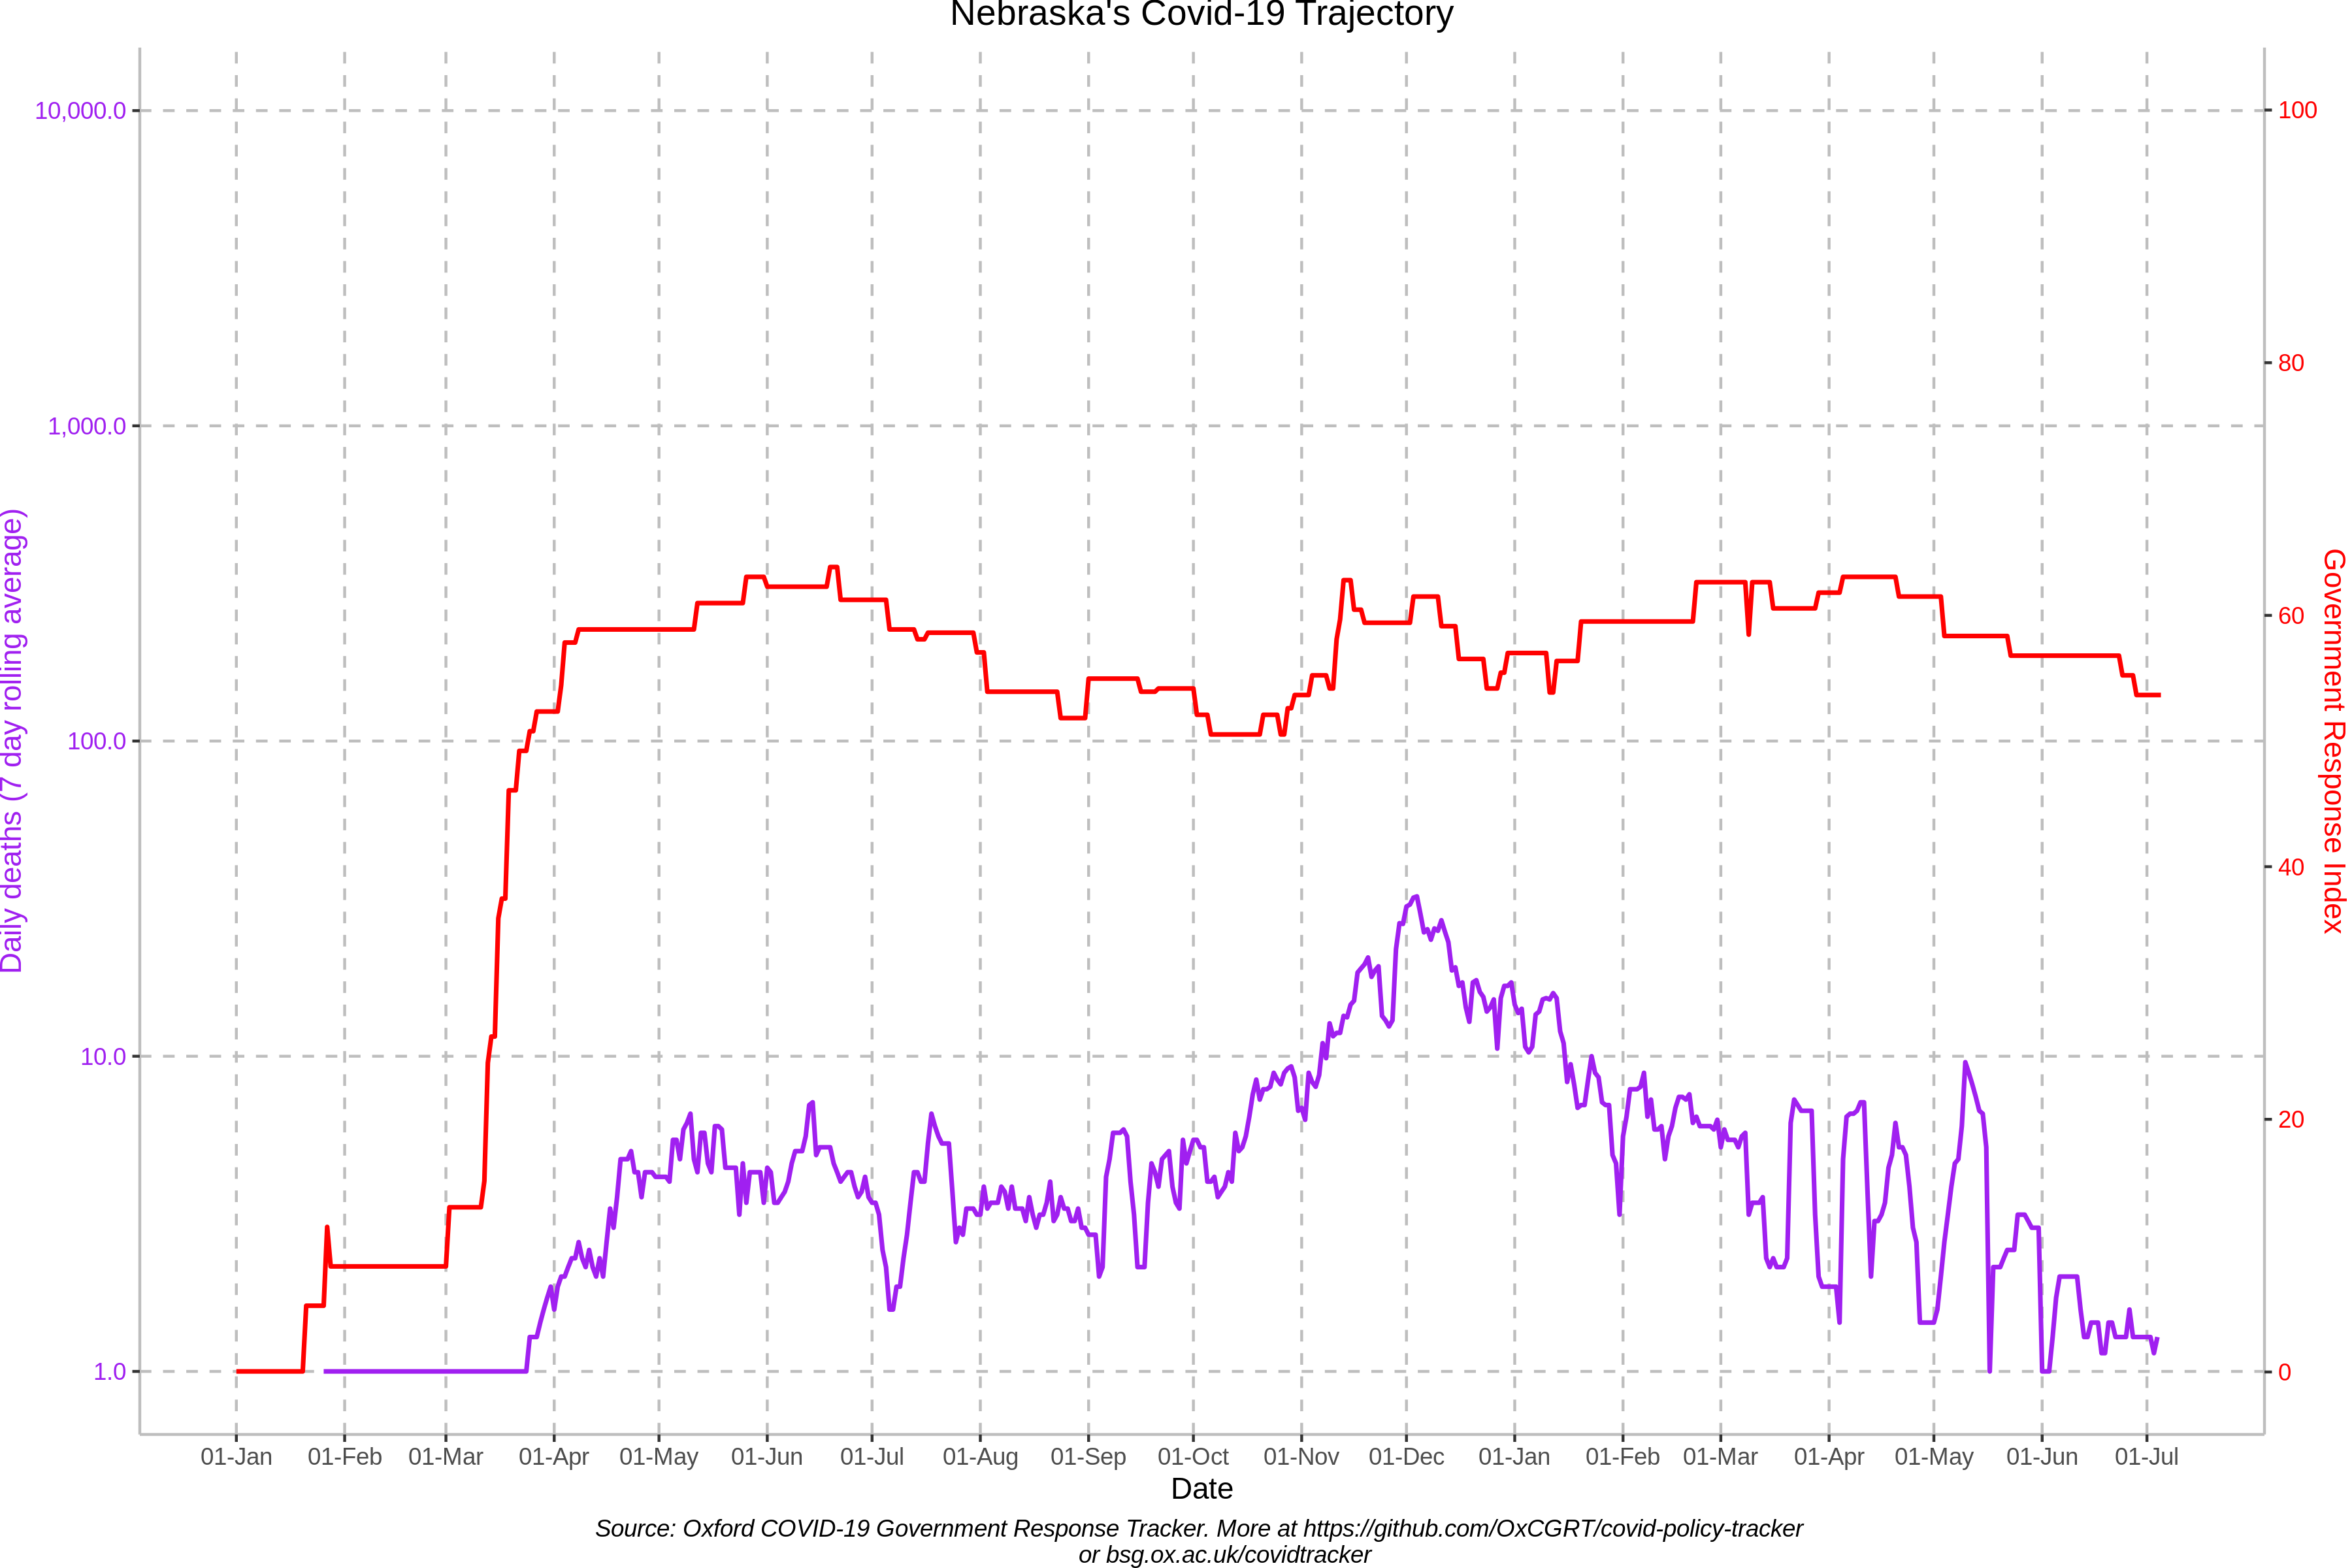 Nebraska's Covid-19 Trajectory
10,000.0
1,000.0
100.0
10.0
1.0
Daily deaths (7 day rolling average)
100
80
60
40
20
0
Government Response Index
01-Jan 01-Feb 01-Mar 01-Apr 01-May 01-Jun 01-Jul 01-Aug 01-Sep 01-Oct 01-Nov 01-Dec 01-Jan 01-Feb 01-Mar 01-Apr 01-May 01-Jun 01-Jul
Date
Source: Oxford COVID-19 Government Response Tracker. More at https://github.com/OxCGRT/covid-policy-tracker
or bsg.ox.ac.uk/covidtracker